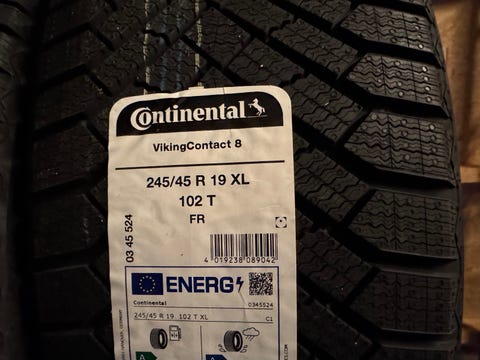 Continental
VikingContact 8
245/45 R 19 XL
102 T
FR
03 45 524
4 019238 089042
ENERG
Continental 0345524
245/45 R 19 102 T XL C1
A A